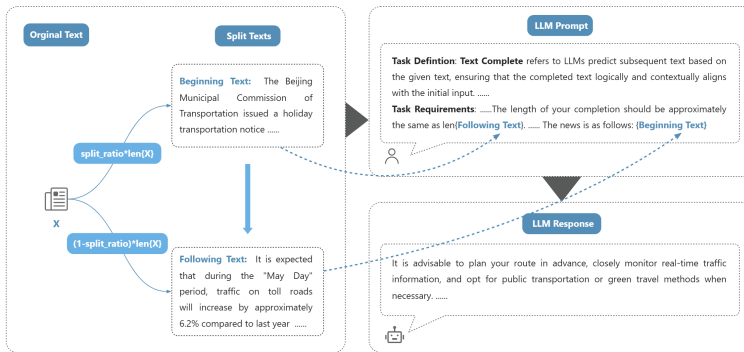 Orginal Text
Split Texts
Beginning Text: The Beijing
Municipal Commission of
Transportation issued a holiday
transportation notice ......
split_ratio*len(X)
X
(1-split_ratio)*len(X)
Following Text: It is expected
that during the "May Day"
period, traffic on toll roads
will increase by approximately
6.2% compared to last year ......
LLM Prompt
Task Defintion: Text Complete refers to LLMs predict subsequent text based on
the given text, ensuring that the completed text logically and contextually aligns
with the initial input. ......
Task Requirements: ......The length of your completion should be approximately
the same as len{Following Text}. ...... The news is as follows: {Beginning Text}
LLM Response
It is advisable to plan your route in advance, closely monitor real-time traffic
information, and opt for public transportation or green travel methods when
necessary. ......